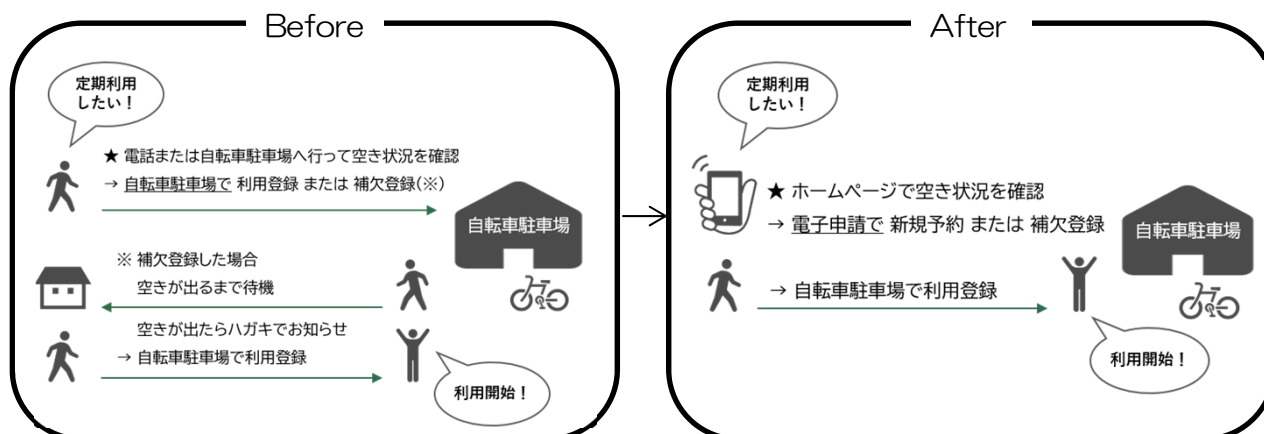 Before
定期利用
したい！
★ 電話または自転車駐車場へ行って空き状況を確認
→ 自転車駐車場で 利用登録 または 補欠登録(※)
自転車駐車場
※ 補欠登録した場合
空きが出るまで待機
空きが出たらハガキでお知らせ
→ 自転車駐車場で利用登録
利用開始！
After
定期利用
したい！
★ ホームページで空き状況を確認
→ 電子申請で 新規予約 または 補欠登録
自転車駐車場
→ 自転車駐車場で利用登録
利用開始！